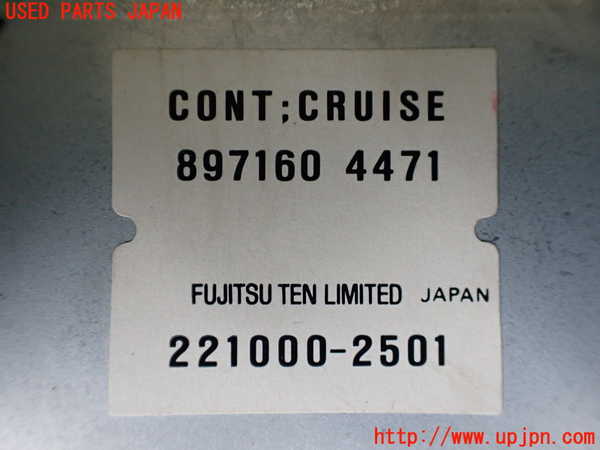 USED PARTS JAPAN
CONT;CRUISE
897160 4471
FUJITSU TEN LIMITED JAPAN
221000-2501
http://www.upjpn.com